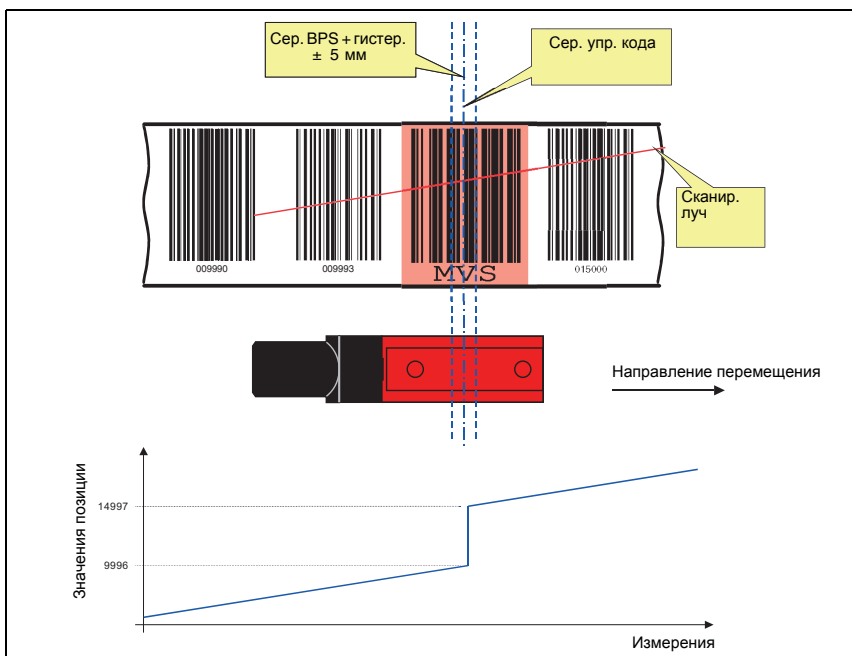 Сер. BPS + гистер.
± 5 мм
Сер. упр. кода
Сканир.
луч
009990
009993
MVS
015000
Направление перемещения
Значения позиции
14997
9996
Измерения